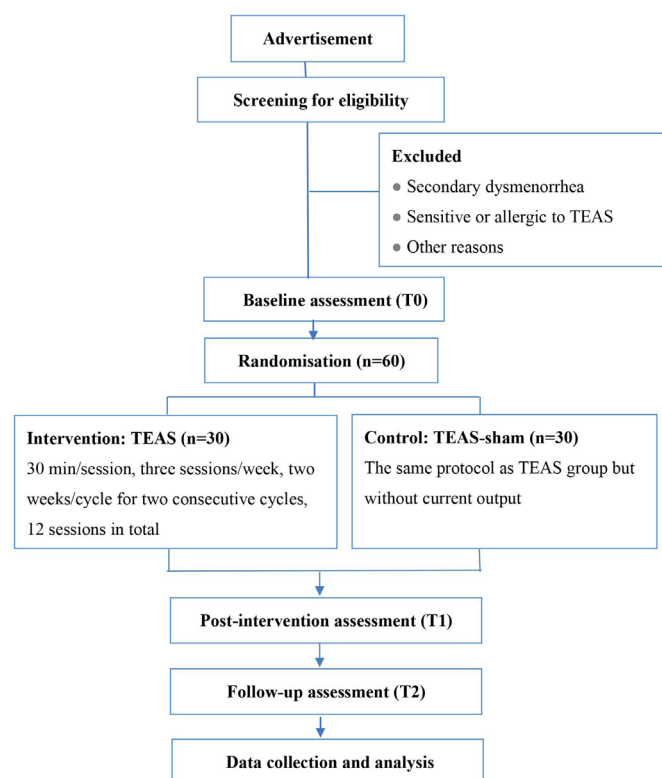 Advertisement
Screening for eligibility
Excluded
● Secondary dysmenorrhea
● Sensitive or allergic to TEAS
● Other reasons
Baseline assessment (T0)
Randomisation (n=60)
Intervention: TEAS (n=30)
30 min/session, three sessions/week, two
weeks/cycle for two consecutive cycles,
12 sessions in total
Control: TEAS-sham (n=30)
The same protocol as TEAS group but
without current output
Post-intervention assessment (T1)
Follow-up assessment (T2)
Data collection and analysis